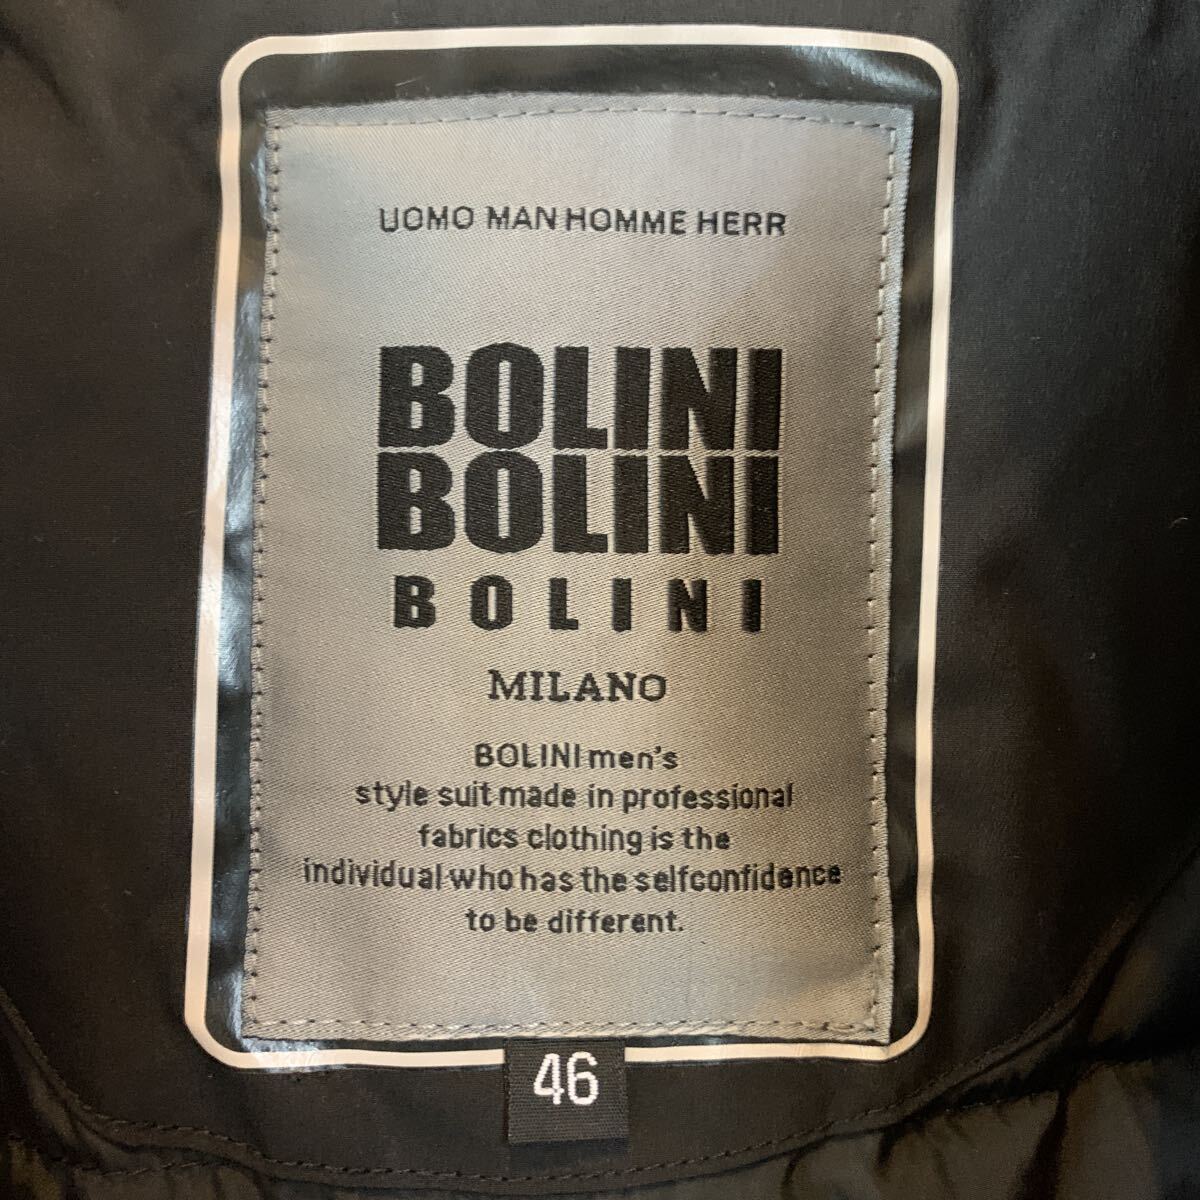 UOMO MAN HOMME HERR
BOLINI
BOLINI
BOLINI
MILANO
BOLINI men's
style suit made in professional
fabrics clothing is the
individual who has the selfconfidence
to be different.
46